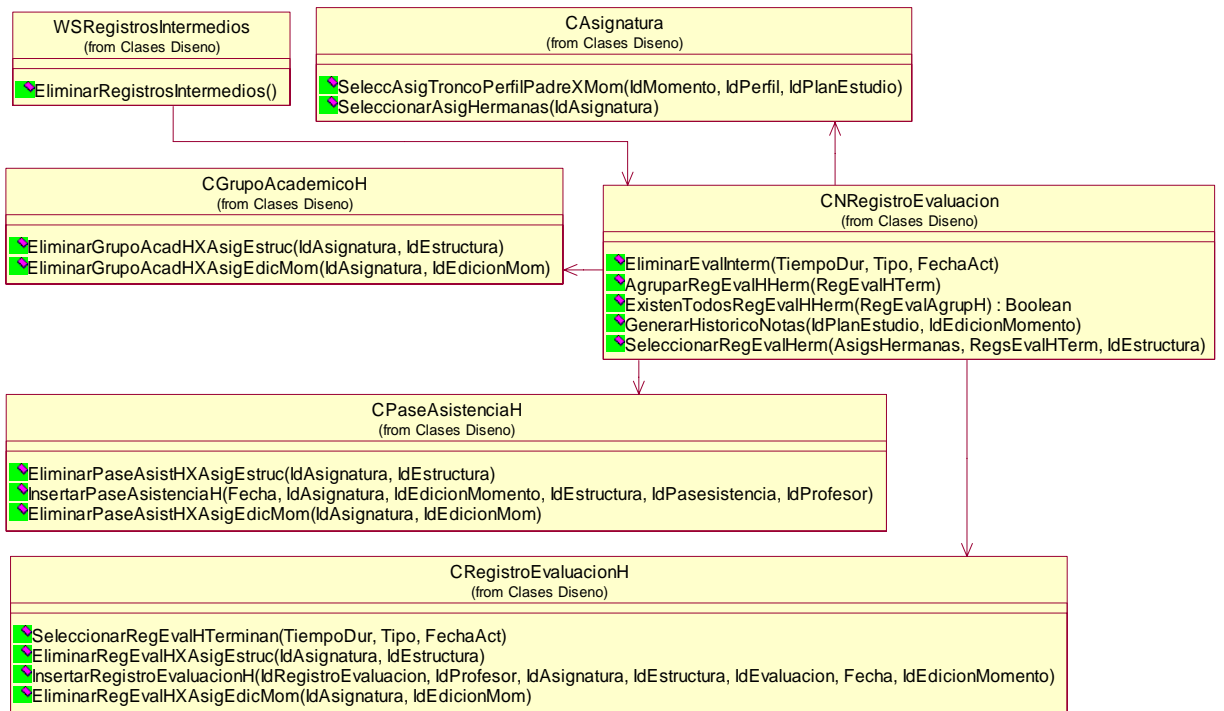 WSRegistrosIntermedios
(from Clases Diseno)
EliminarRegistrosIntermedios()
CAsignatura
(from Clases Diseno)
SeleccAsigTroncoPerfilPadreXMom(IdMomento, IdPerfil, IdPlanEstudio)
SeleccionarAsigHermanas(IdAsignatura)
CGrupoAcademicoH
(from Clases Diseno)
EliminarGrupoAcadHXAsigEstruc(IdAsignatura, IdEstructura)
EliminarGrupoAcadHXAsigEdicMom(IdAsignatura, IdEdicionMom)
CNRegistroEvaluacion
(from Clases Diseno)
EliminarEvalInterm(TiempoDur, Tipo, FechaAct)
AgruparRegEvalHHerm(RegEvalHTerm)
ExistenTodosRegEvalHHerm(RegEvalAgrupH) : Boolean
GenerarHistoricoNotas(IdPlanEstudio, IdEdicionMomento)
SeleccionarRegEvalHerm(AsigsHermanas, RegsEvalHTerm, IdEstructura)
CPaseAsistenciaH
(from Clases Diseno)
EliminarPaseAsistHXAsigEstruc(IdAsignatura, IdEstructura)
InsertarPaseAsistenciaH(Fecha, IdAsignatura, IdEdicionMomento, IdEstructura, IdPasesistencia, IdProfesor)
EliminarPaseAsistHXAsigEdicMom(IdAsignatura, IdEdicionMom)
CRegistroEvaluacionH
(from Clases Diseno)
SeleccionarRegEvalHTerminan(TiempoDur, Tipo, FechaAct)
EliminarRegEvalHXAsigEstruc(IdAsignatura, IdEstructura)
InsertarRegistroEvaluacionH(IdRegistroEvaluacion, IdProfesor, IdAsignatura, IdEstructura, IdEvaluacion, Fecha, IdEdicionMomento)
EliminarRegEvalHXAsigEdicMom(IdAsignatura, IdEdicionMom)